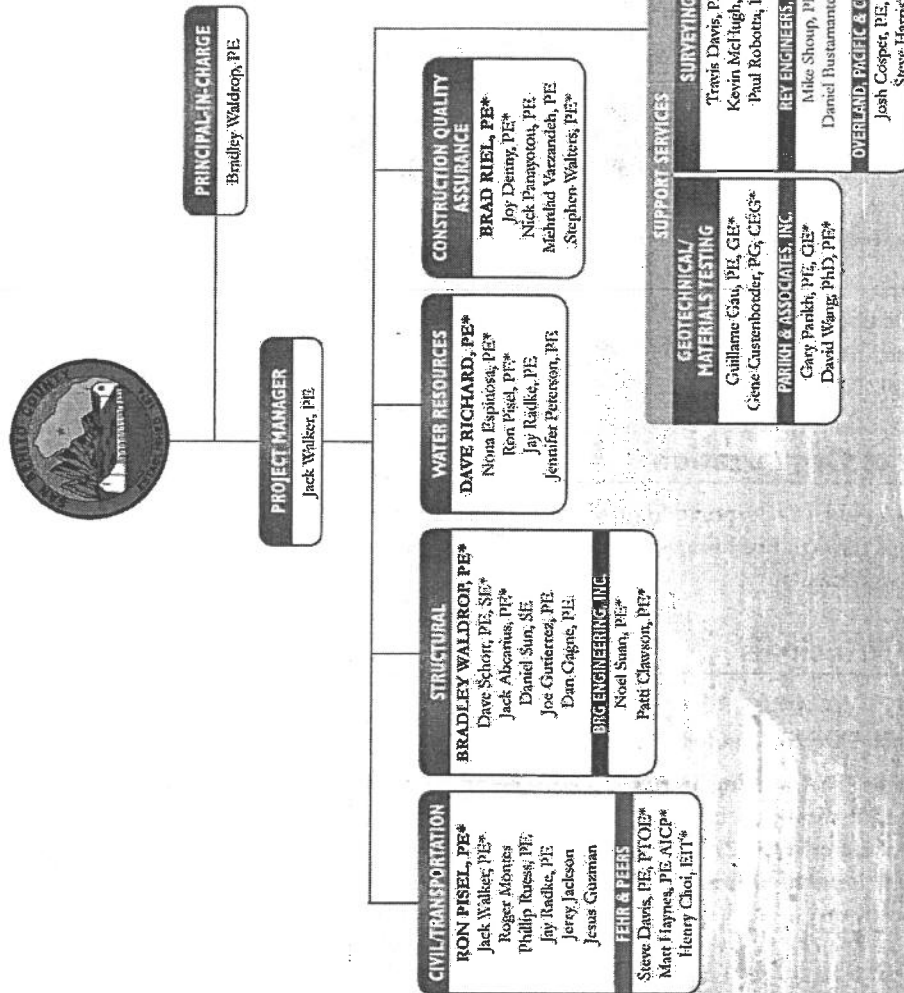 SAN BENITO COUNTY
PRINCIPAL-IN-CHARGE
Bradley Waldrop, PE
PROJECT MANAGER
Jack Walker, PE
CIVIL/TRANSPORTATION
RON PISEL, PE*
Jack Walker, PE*
Roger Montes
Phillip Ruess, PE
Jay Radke, PE
Jerry Jackson
Jesus Guzman
FEHR & PEERS
Steve Davis, PE, PTOE*
Matt Haynes, PE AICP*
Henry Choi, EIT*
STRUCTURAL
BRADLEY WALDROP, PE*
Dave Schorr, PE, SE*
Jack Abcarius, PE*
Daniel Sun, SE
Joe Gutierrez, PE
Dan Gagne, PE
BRG ENGINEERING, INC.
Noel Suan, PE*
Patti Clawson, PE*
WATER RESOURCES
DAVE RICHARD, PE*
Nona Espinosa, PE*
Ron Pisel, PE*
Jay Radke, PE
Jennifer Peterson, PE
CONSTRUCTION QUALITY
ASSURANCE
BRAD RIEL, PE*
Joy Denny, PE*
Nick Panayotou, PE
Mehrdad Varzandeh, PE
Stephen Walters, PE*
SUPPORT SERVICES
GEOTECHNICAL/
MATERIALS TESTING
Guillame Gau, PE, GE*
Gene Custenborder, PG, CEG*
PARIKH & ASSOCIATES, INC.
Gary Parikh, PE, GE*
David Wang, PhD, PE*
SURVEYING
Travis Davis, P
Kevin McHugh,
Paul Robotta,
REY ENGINEERS,
Mike Shoup,
Daniel Bustamante
OVERLAND, PACIFIC & C
Josh Cosper, PE,
Steve Harris